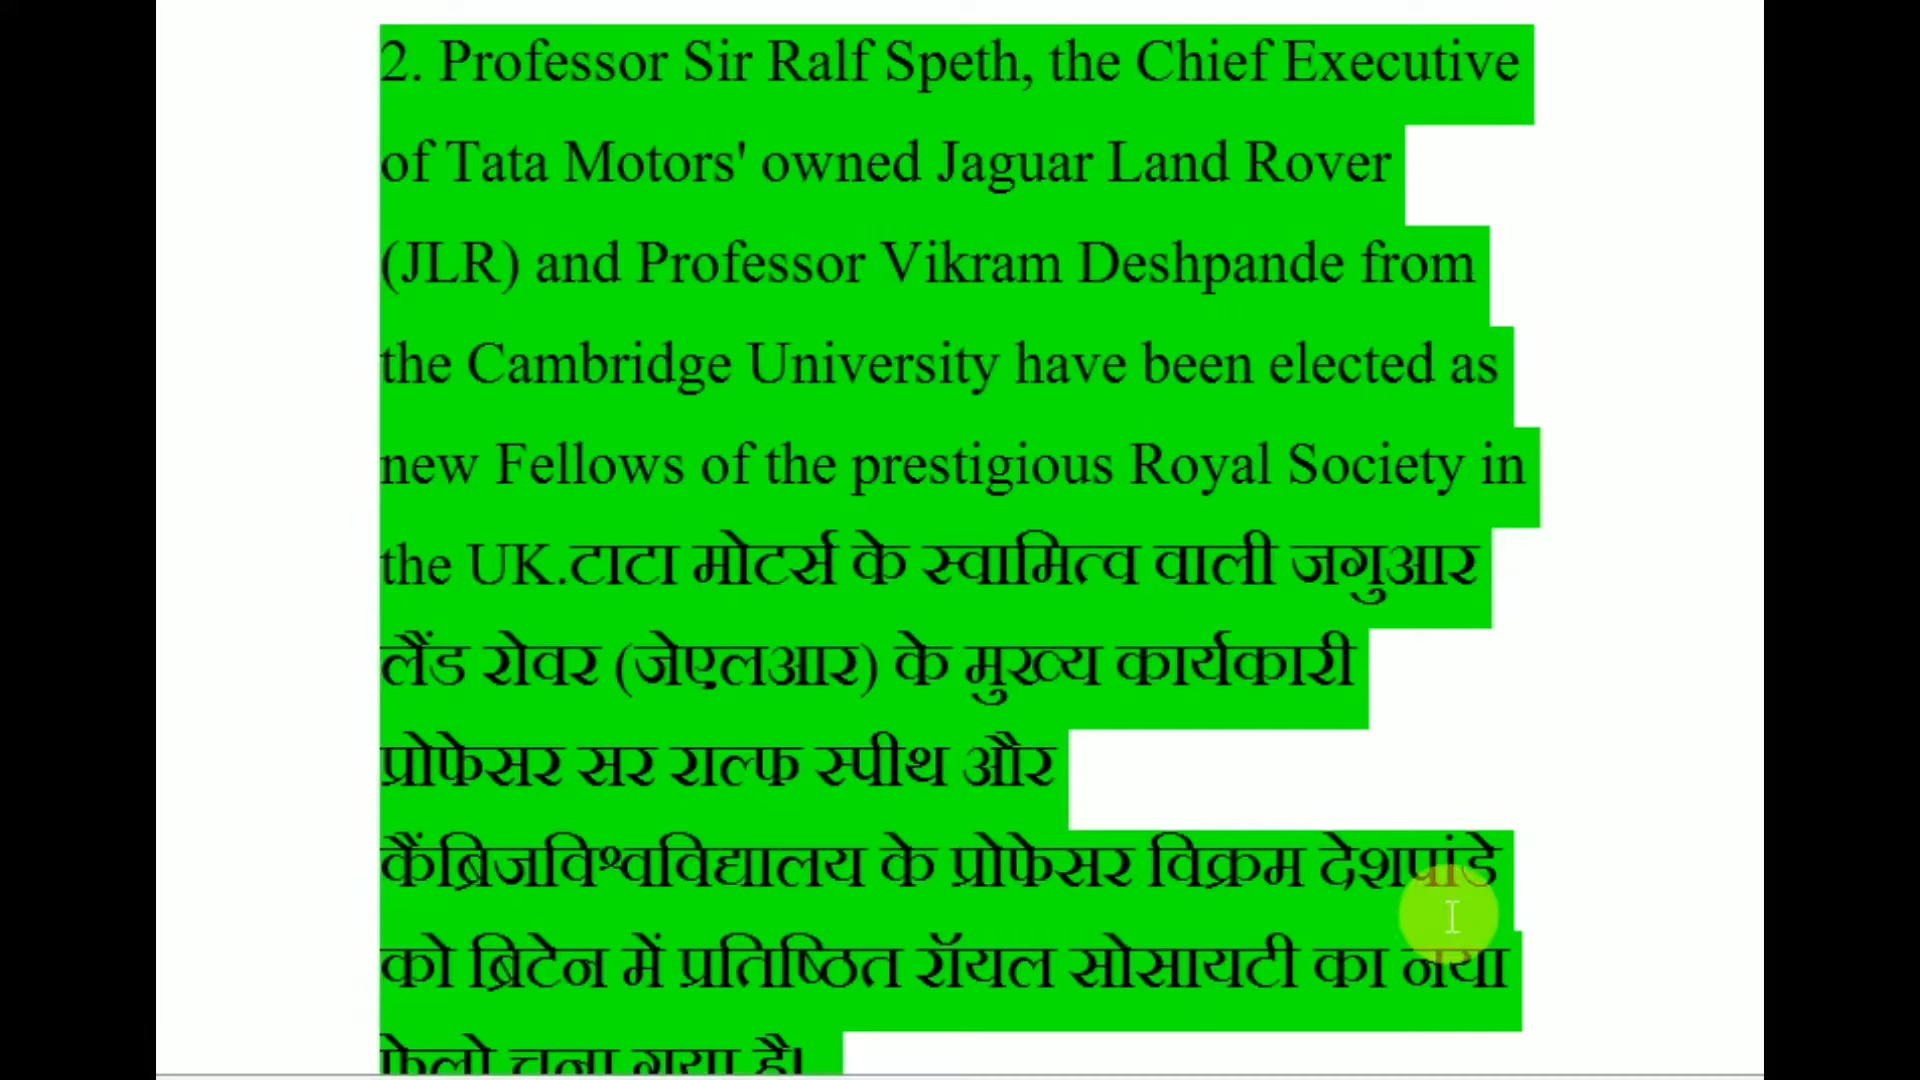 2. Professor Sir Ralf Speth, the Chief Executive
of Tata Motors' owned Jaguar Land Rover
(JLR) and Professor Vikram Deshpande from
the Cambridge University have been elected as
new Fellows of the prestigious Royal Society in
the UK.टाटा मोटर्स के स्वामित्व वाली जगुआर
लैंड रोवर (जेएलआर) के मुख्य कार्यकारी
प्रोफेसर सर राल्फ स्पीथ और
कैंब्रिजविश्वविद्यालय के प्रोफेसर विक्रम देशपांडे
को ब्रिटेन में प्रतिष्ठित रॉयल सोसायटी का नया
फेलो चुना गया है।